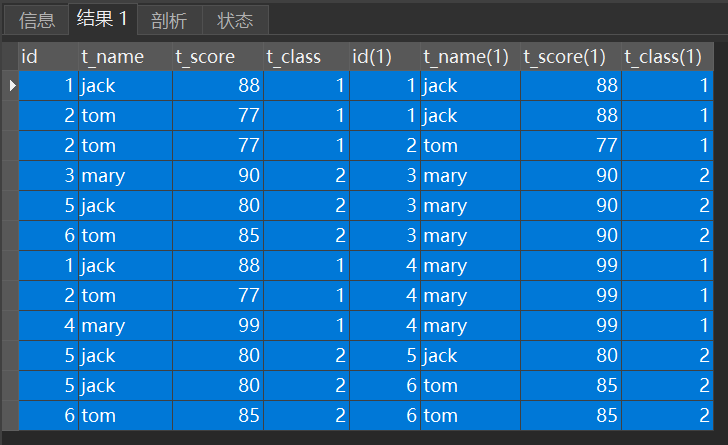 信息 结果 1 剖析 状态
id t_name t_score t_class id(1) t_name(1) t_score(1) t_class(1)
1 jack 88 1 1 jack 88 1
2 tom 77 1 1 jack 88 1
2 tom 77 1 2 tom 77 1
3 mary 90 2 3 mary 90 2
5 jack 80 2 3 mary 90 2
6 tom 85 2 3 mary 90 2
1 jack 88 1 4 mary 99 1
2 tom 77 1 4 mary 99 1
4 mary 99 1 4 mary 99 1
5 jack 80 2 5 jack 80 2
5 jack 80 2 6 tom 85 2
6 tom 85 2 6 tom 85 2